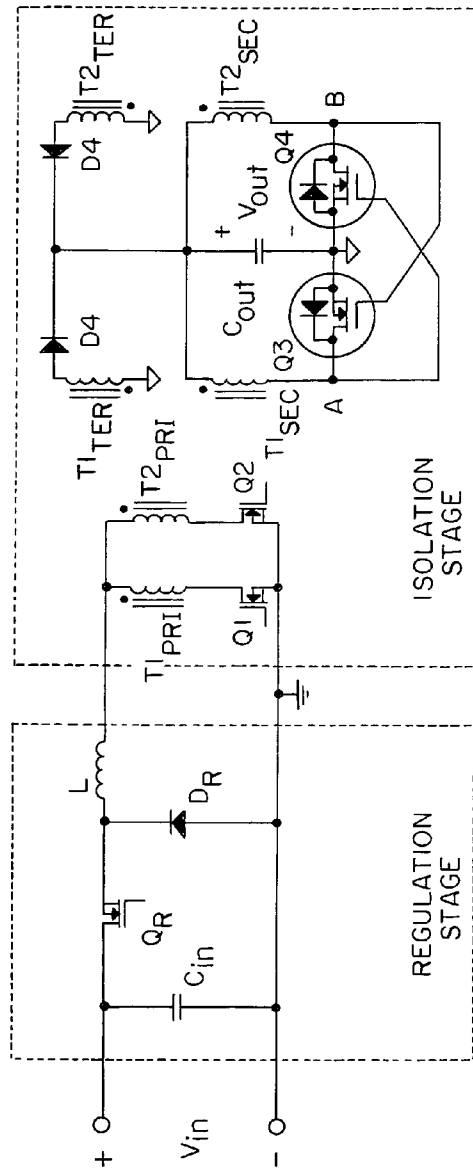 +
Vin
−
Cin
QR
DR
L
REGULATION
STAGE
T1PRI
T2PRI
Q1
Q2
ISOLATION
STAGE
T1TER
D4
D4
T2TER
T1SEC
T2SEC
Cout
+
Vout
-
Q3
Q4
A
B